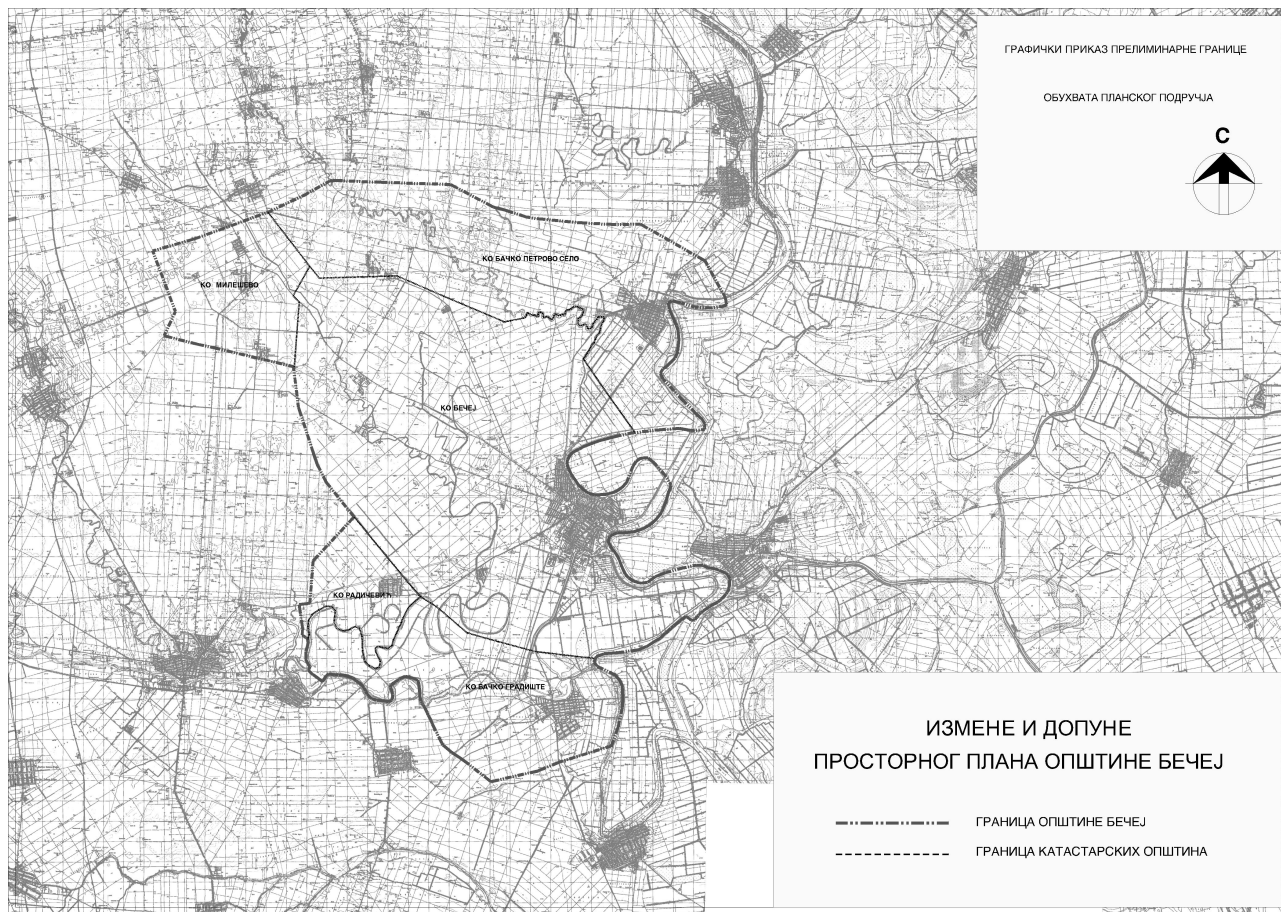 ГРАФИЧКИ ПРИКАЗ ПРЕЛИМИНАРНЕ ГРАНИЦЕ
ОБУХВАТА ПЛАНСКОГ ПОДРУЧЈА
С
КО БАЧКО ПЕТРОВО СЕЛО
КО МИЛЕШЕВО
КО БЕЧЕЈ
КО РАДИЧЕВИЋ
КО БАЧКО ГРАДИШТЕ
ИЗМЕНЕ И ДОПУНЕ
ПРОСТОРНОГ ПЛАНА ОПШТИНЕ БЕЧЕЈ
ГРАНИЦА ОПШТИНЕ БЕЧЕЈ
ГРАНИЦА КАТАСТАРСКИХ ОПШТИНА